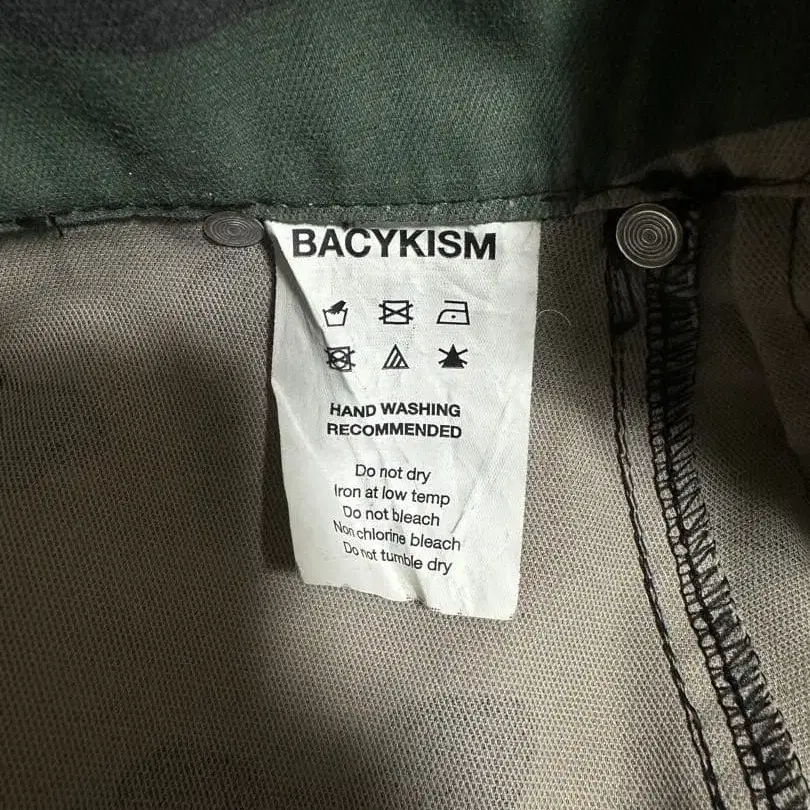 BACYKISM
HAND WASHING
RECOMMENDED
Do not dry
Iron at low temp
Do not bleach
Non chlorine bleach
Do not tumble dry